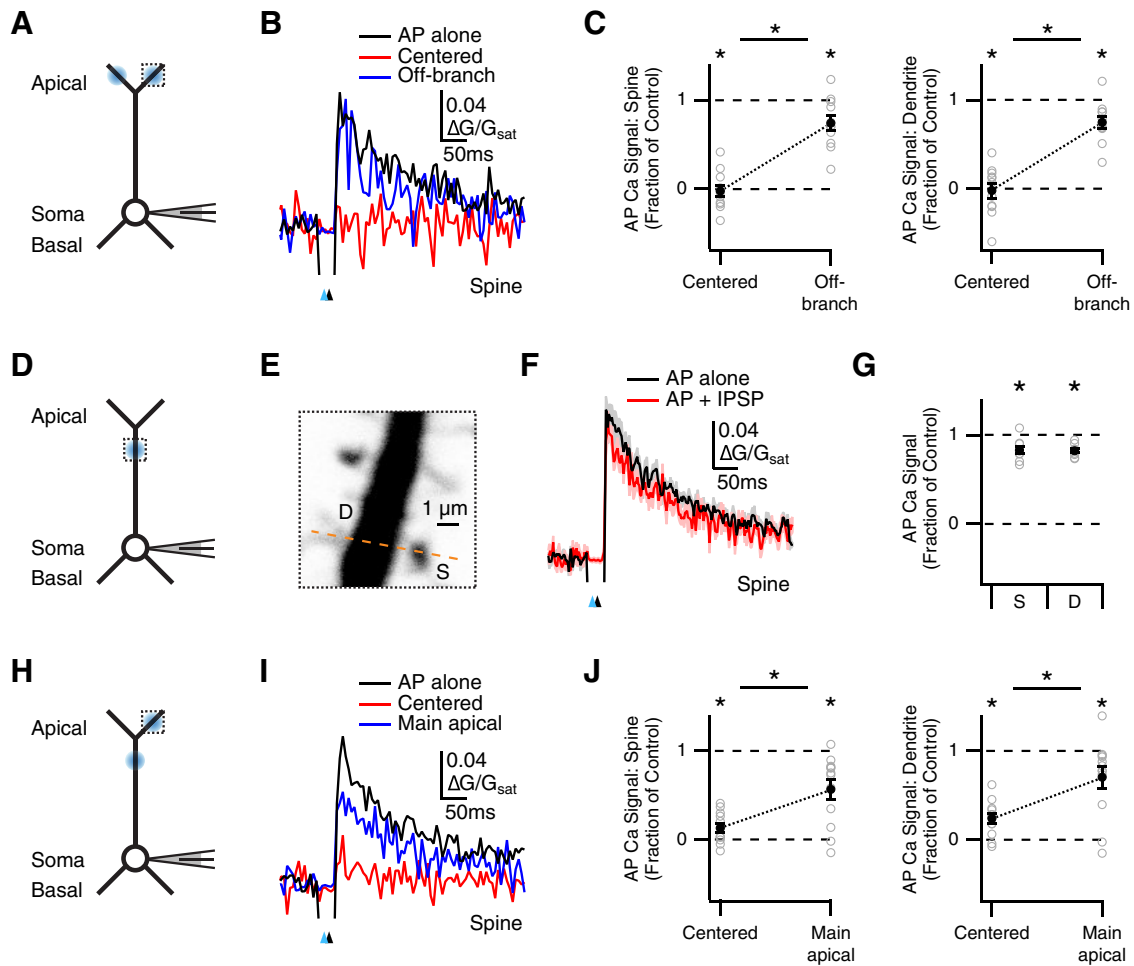 A
Apical
Soma
Basal
B
AP alone
Centered
Off-branch
0.04
ΔG/Gsat
50ms
Spine
C
AP Ca Signal: Spine
(Fraction of Control)
1
0
*
*
*
Centered
Off-
branch
AP Ca Signal: Dendrite
(Fraction of Control)
1
0
*
*
*
Centered
Off-
branch
D
Apical
Soma
Basal
E
D
1 μm
S
F
AP alone
AP + IPSP
0.04
ΔG/Gsat
50ms
Spine
G
AP Ca Signal
(Fraction of Control)
1
0
*
*
S
D
H
Apical
Soma
Basal
I
AP alone
Centered
Main apical
0.04
ΔG/Gsat
50ms
Spine
J
AP Ca Signal: Spine
(Fraction of Control)
1
0
*
*
*
Centered
Main
apical
AP Ca Signal: Dendrite
(Fraction of Control)
1
0
*
*
*
Centered
Main
apical